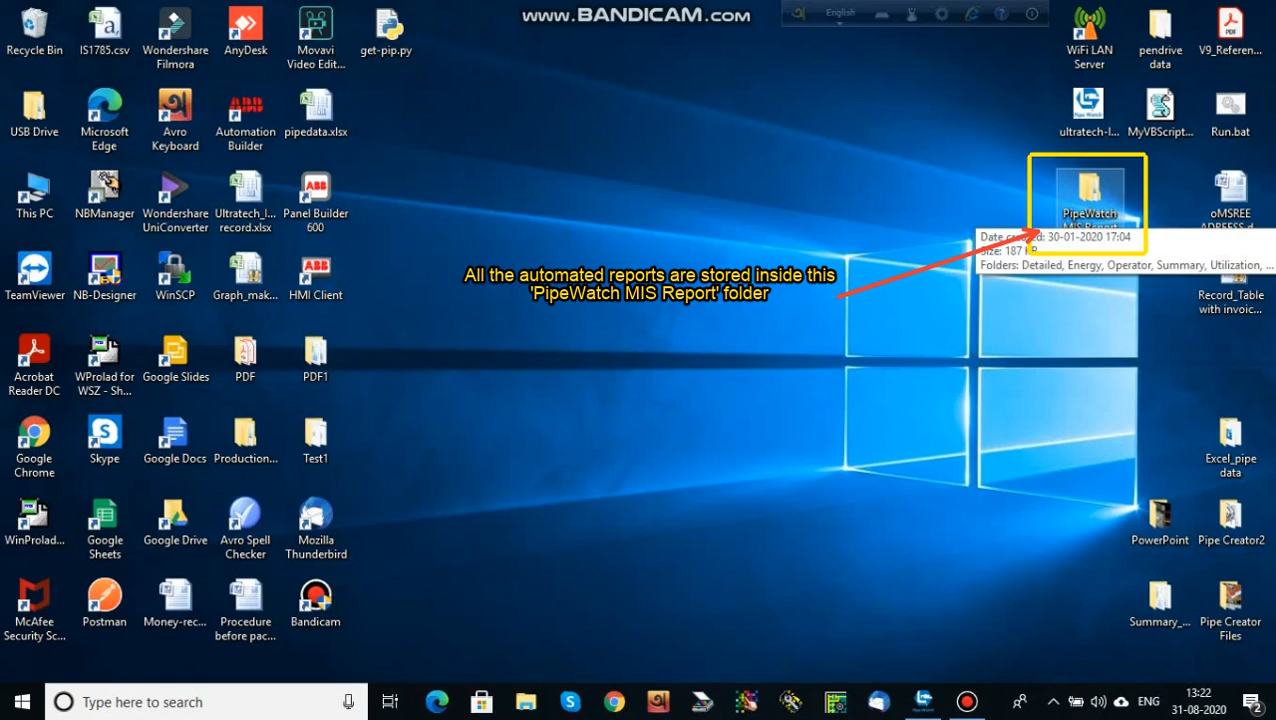 www.BANDICAM.com
English
Recycle Bin
IS1785.csv
Wondershare
Filmora
AnyDesk
Movavi
Video Edit...
get-pip.py
WiFi LAN
Server
pendrive
data
V9_Referen...
USB Drive
Microsoft
Edge
Avro
Keyboard
Automation
Builder
pipedata.xlsx
ultratech-l...
MyVBScript...
Run.bat
This PC
NBManager
Wondershare
UniConverter
Ultratech_l...
record.xlsx
Panel Builder
600
PipeWatch
MIS Report
oMSREE
ADREESS.d...
Date created: 30-01-2020 17:04
Size: 187 KB
Folders: Detailed, Energy, Operator, Summary, Utilization, ...
All the automated reports are stored inside this
'PipeWatch MIS Report' folder
TeamViewer
NB-Designer
WinSCP
Graph_mak...
HMI Client
Record_Table
with invoic...
Acrobat
Reader DC
WProlad for
WSZ - Sh...
Google Slides
PDF
PDF1
Google
Chrome
Skype
Google Docs
Production...
Test1
Excel_pipe
data
WinProlad...
Google
Sheets
Google Drive
Avro Spell
Checker
Mozilla
Thunderbird
PowerPoint
Pipe Creator2
McAfee
Security Sc...
Postman
Money-rec...
Procedure
before pac...
Bandicam
Summary_...
Pipe Creator
Files
Type here to search
ENG
13:22
31-08-2020
2